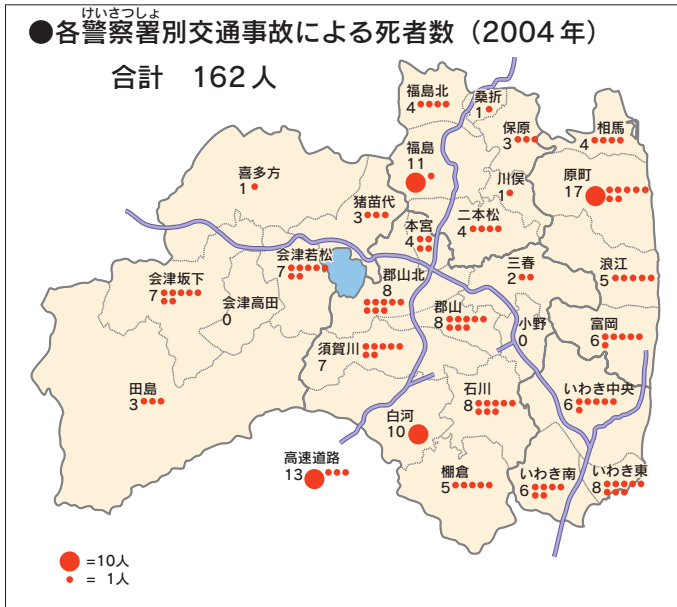 けいさつしょ
●各警察署別交通事故による死者数（2004年）
合計　162人
福島北
4
桑折
1
保原
3
相馬
4
福島
11
川俣
1
原町
17
喜多方
1
猪苗代
3
本宮
4
二本松
4
会津若松
7
会津坂下
7
会津高田
0
郡山北
8
郡山
8
三春
2
小野
0
浪江
5
富岡
6
須賀川
7
田島
3
白河
10
石川
8
いわき中央
6
高速道路
13
棚倉
5
いわき南
6
いわき東
8
=10人
= 1人